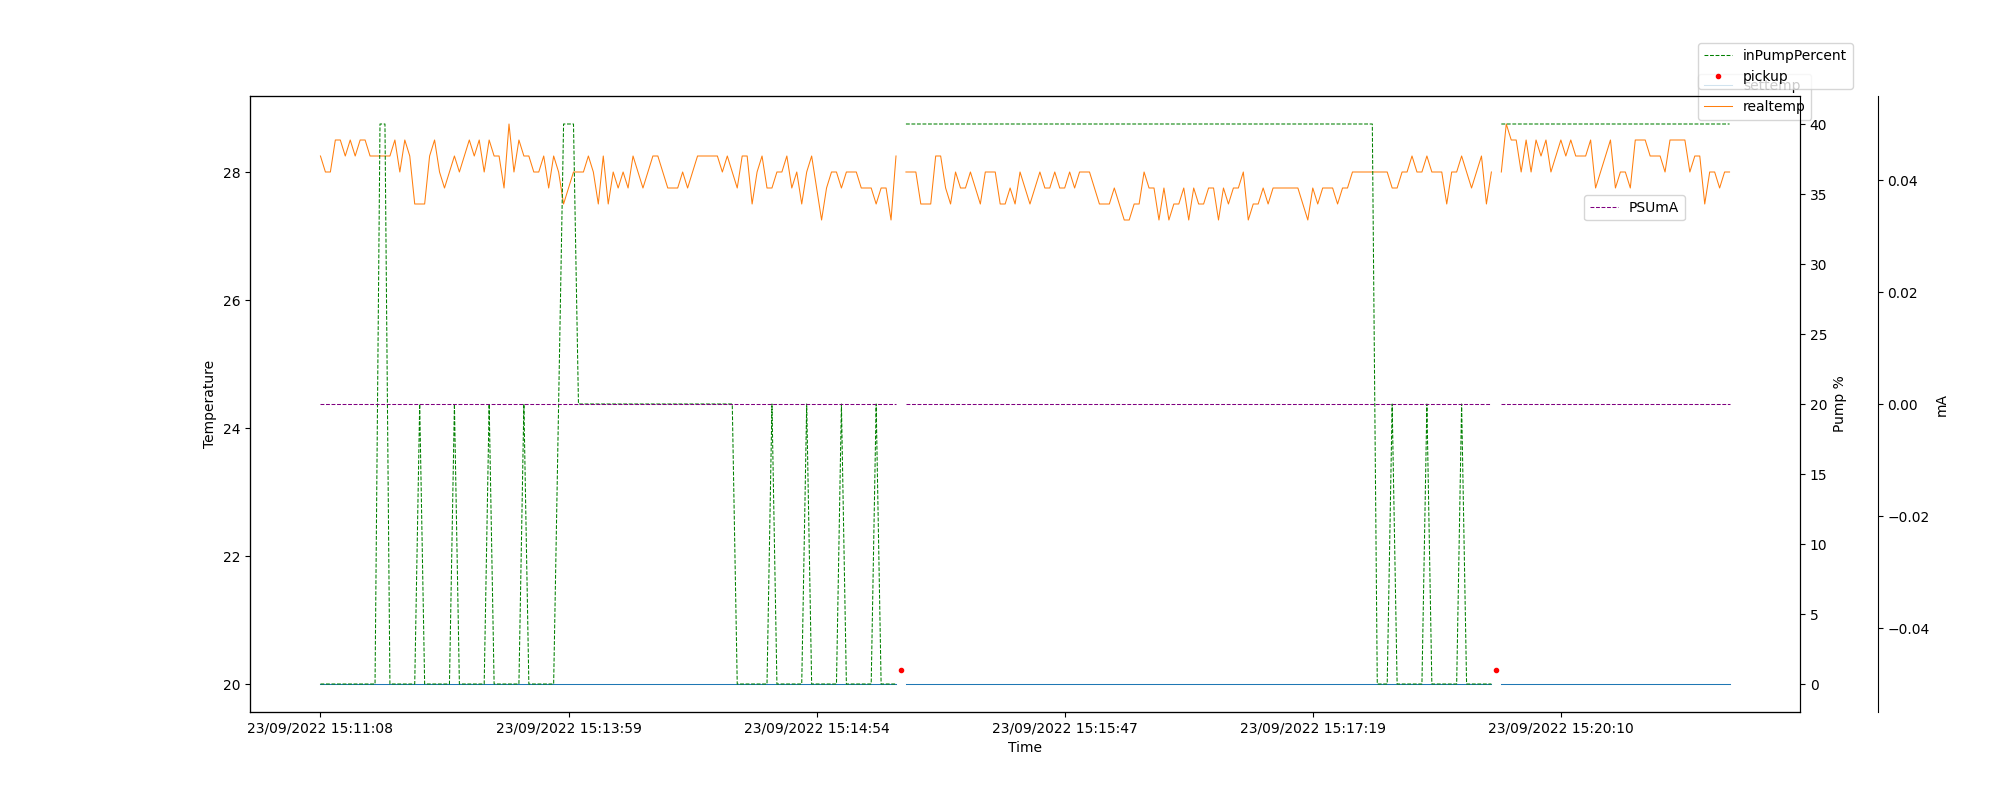 inPumpPercent
pickup
settemp
realtemp
PSUmA
Temperature
28
26
24
22
20
40
35
30
25
20
15
10
5
0
Pump %
0.04
0.02
0.00
−0.02
−0.04
mA
23/09/2022 15:11:08
23/09/2022 15:13:59
23/09/2022 15:14:54
23/09/2022 15:15:47
23/09/2022 15:17:19
23/09/2022 15:20:10
Time